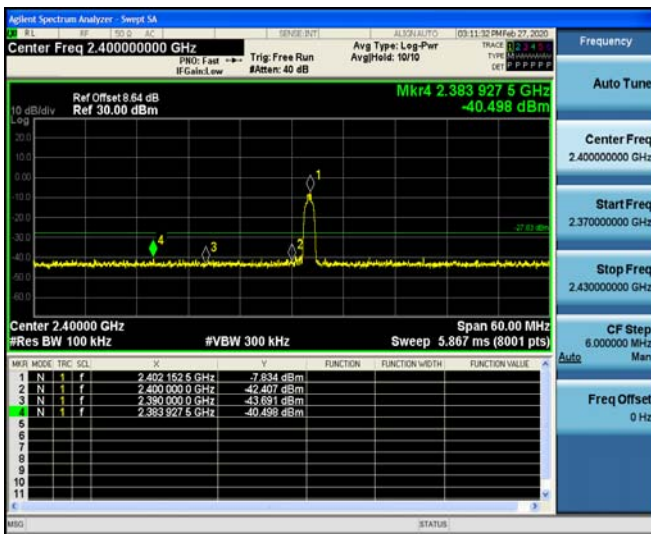 Agilent Spectrum Analyzer - Swept SA
RL RF 50 Ω AC SENSE:INT ALIGN AUTO 03:11:32 PM Feb 27, 2020
Center Freq 2.400000000 GHz
PNO: Fast
IFGain:Low
Trig: Free Run
#Atten: 40 dB
Avg Type: Log-Pwr
Avg|Hold: 10/10
TRACE 1 2 3 4 5 6
TYPE M
DET P P P P P P
Mkr4 2.383 927 5 GHz
-40.498 dBm
Ref Offset 8.64 dB
Ref 30.00 dBm
10 dB/div
Log
20.0
10.0
0.00
-10.0
-20.0
-30.0
-40.0
-50.0
-60.0
1
2
3
4
-27.83 dBm
Center 2.40000 GHz
#Res BW 100 kHz
#VBW 300 kHz
Span 60.00 MHz
Sweep 5.867 ms (8001 pts)
MKR MODE TRC SCL X Y FUNCTION FUNCTION WIDTH FUNCTION VALUE
1 N 1 f 2.402 152 5 GHz -7.834 dBm
2 N 1 f 2.400 000 0 GHz -42.407 dBm
3 N 1 f 2.390 000 0 GHz -43.691 dBm
4 N 1 f 2.383 927 5 GHz -40.498 dBm
5
6
7
8
9
10
11
MSG STATUS
Frequency
Auto Tune
Center Freq
2.400000000 GHz
Start Freq
2.370000000 GHz
Stop Freq
2.430000000 GHz
CF Step
6.000000 MHz
Auto Man
Freq Offset
0 Hz